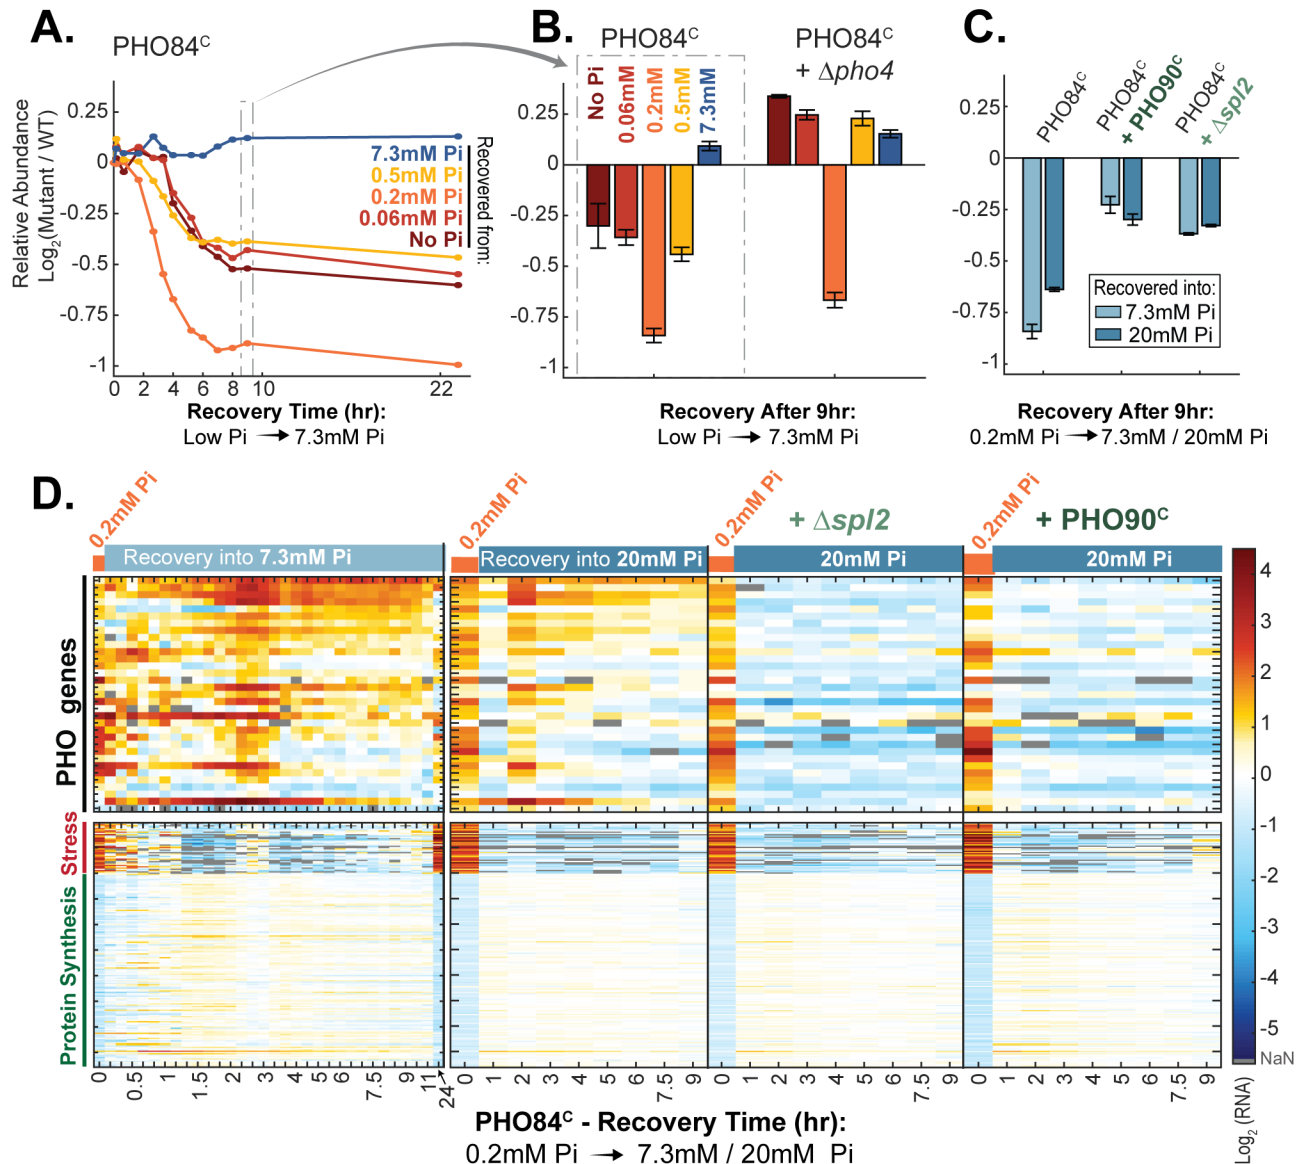 A.
PHO84ᶜ
Relative Abundance
Log₂(Mutant / WT)
0.25
0
-0.25
-0.5
-0.75
-1
7.3mM Pi
0.5mM Pi
0.2mM Pi
0.06mM Pi
No Pi
Recovered from:
0 2 4 6 8 10 22
Recovery Time (hr):
Low Pi → 7.3mM Pi
B.
PHO84ᶜ
PHO84ᶜ
+ Δpho4
No Pi
0.06mM
0.2mM
0.5mM
7.3mM
0.25
0
-0.25
-0.5
-0.75
-1
Recovery After 9hr:
Low Pi → 7.3mM Pi
C.
PHO84ᶜ
PHO84ᶜ
+ PHO90ᶜ
PHO84ᶜ
+ Δspl2
0.25
0
-0.25
-0.5
-0.75
-1
Recovered into:
7.3mM Pi
20mM Pi
Recovery After 9hr:
0.2mM Pi → 7.3mM / 20mM Pi
D.
0.2mM Pi
Recovery into 7.3mM Pi
0.2mM Pi
Recovery into 20mM Pi
0.2mM Pi
+ Δspl2
20mM Pi
0.2mM Pi
+ PHO90ᶜ
20mM Pi
PHO genes
Stress
Protein Synthesis
0 0.5 1 1.5 2 3 5 6 7.5 9 11 24
0 1 2 3 4 5 6 7.5 9
0 1 2 3 4 5 6 7.5 9
0 1 2 3 4 5 6 7.5 9
4
3
2
1
0
-1
-2
-3
-4
-5
NaN
Log₂ (RNA)
PHO84ᶜ - Recovery Time (hr):
0.2mM Pi → 7.3mM / 20mM Pi